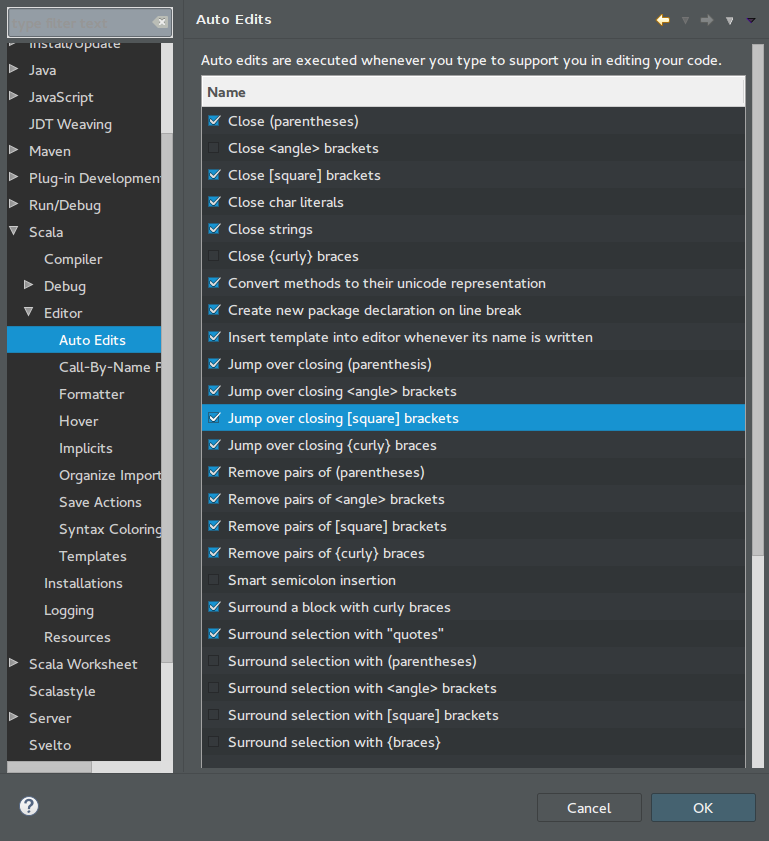 type filter text
Install/Update
Java
JavaScript
JDT Weaving
Maven
Plug-in Developmen
Run/Debug
Scala
Compiler
Debug
Editor
Auto Edits
Call-By-Name P
Formatter
Hover
Implicits
Organize Import
Save Actions
Syntax Coloring
Templates
Installations
Logging
Resources
Scala Worksheet
Scalastyle
Server
Svelto
Auto Edits
Auto edits are executed whenever you type to support you in editing your code.
Name
Close (parentheses)
Close <angle> brackets
Close [square] brackets
Close char literals
Close strings
Close {curly} braces
Convert methods to their unicode representation
Create new package declaration on line break
Insert template into editor whenever its name is written
Jump over closing (parenthesis)
Jump over closing <angle> brackets
Jump over closing [square] brackets
Jump over closing {curly} braces
Remove pairs of (parentheses)
Remove pairs of <angle> brackets
Remove pairs of [square] brackets
Remove pairs of {curly} braces
Smart semicolon insertion
Surround a block with curly braces
Surround selection with "quotes"
Surround selection with (parentheses)
Surround selection with <angle> brackets
Surround selection with [square] brackets
Surround selection with {braces}
?
Cancel
OK